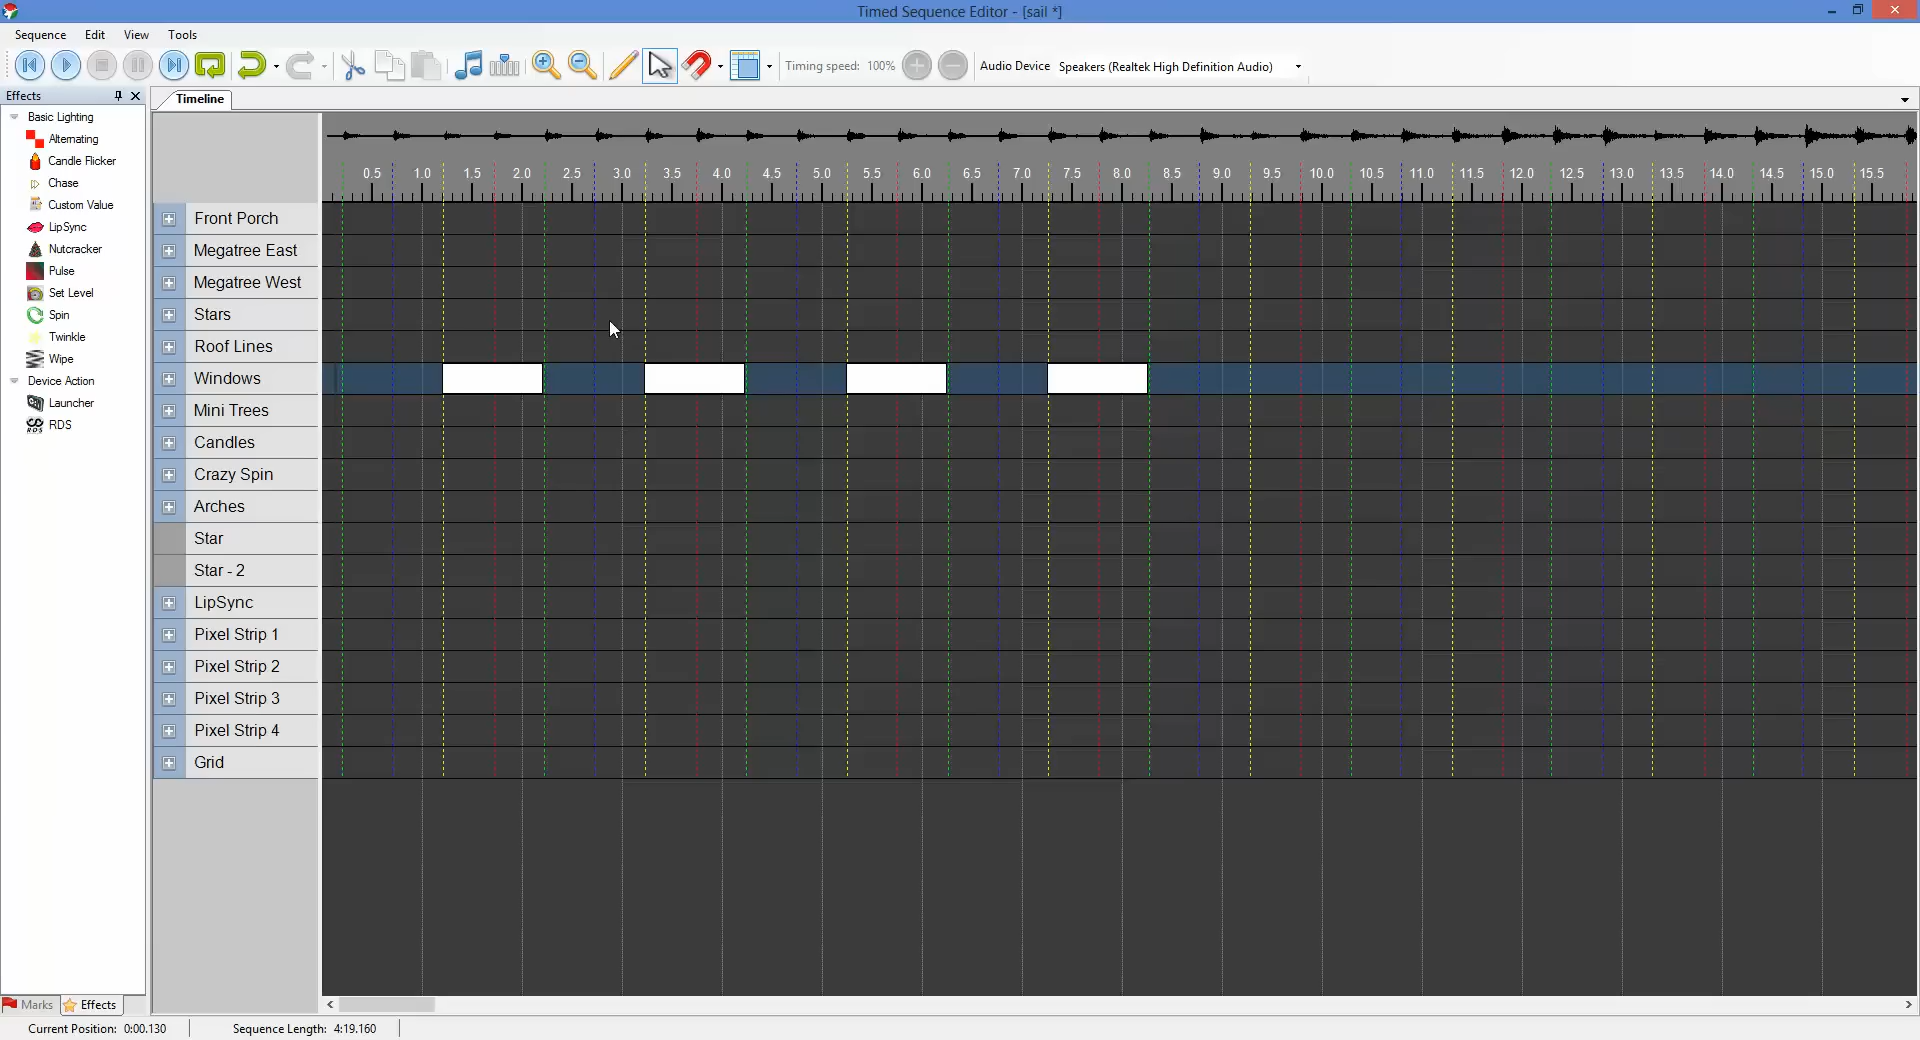 Timed Sequence Editor - [sail *]
Sequence Edit View Tools
Timing speed: 100% Audio Device Speakers (Realtek High Definition Audio)
Effects
Timeline
Basic Lighting
Alternating
Candle Flicker
Chase
Custom Value
LipSync
Nutcracker
Pulse
Set Level
Spin
Twinkle
Wipe
Device Action
Launcher
RDS
0.5 1.0 1.5 2.0 2.5 3.0 3.5 4.0 4.5 5.0 5.5 6.0 6.5 7.0 7.5 8.0 8.5 9.0 9.5 10.0 10.5 11.0 11.5 12.0 12.5 13.0 13.5 14.0 14.5 15.0 15.5
Front Porch
Megatree East
Megatree West
Stars
Roof Lines
Windows
Mini Trees
Candles
Crazy Spin
Arches
Star
Star - 2
LipSync
Pixel Strip 1
Pixel Strip 2
Pixel Strip 3
Pixel Strip 4
Grid
Marks Effects
Current Position: 0:00.130 Sequence Length: 4:19.160